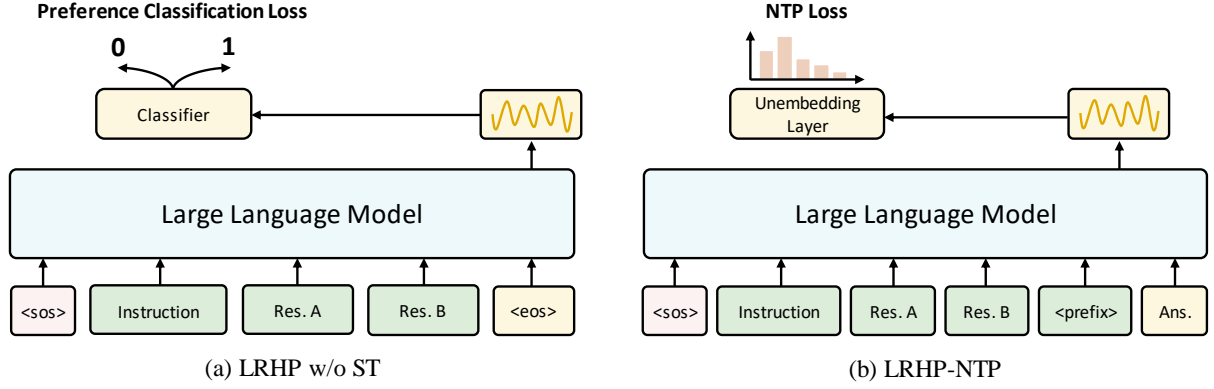 Preference Classification Loss
0 1
Classifier
Large Language Model
<sos> Instruction Res. A Res. B <eos>
(a) LRHP w/o ST
NTP Loss
Unembedding
Layer
Large Language Model
<sos> Instruction Res. A Res. B <prefix> Ans.
(b) LRHP-NTP